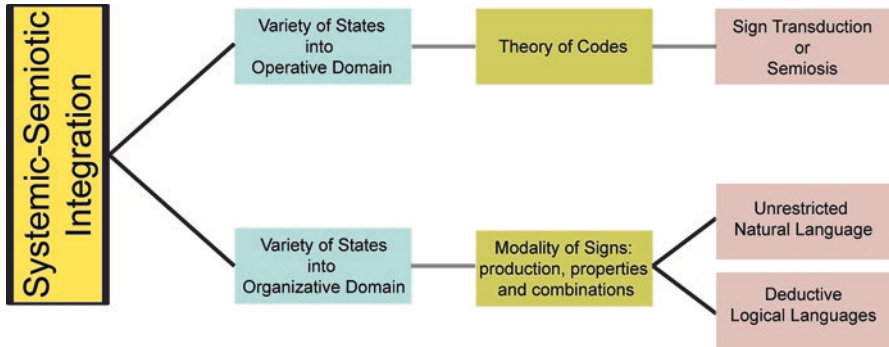 Systemic-Semiotic
Integration
Variety of States
into
Operative Domain
Theory of Codes
Sign Transduction
or
Semiosis
Variety of States
into
Organizative Domain
Modality of Signs:
production, properties
and combinations
Unrestricted
Natural Language
Deductive
Logical Languages